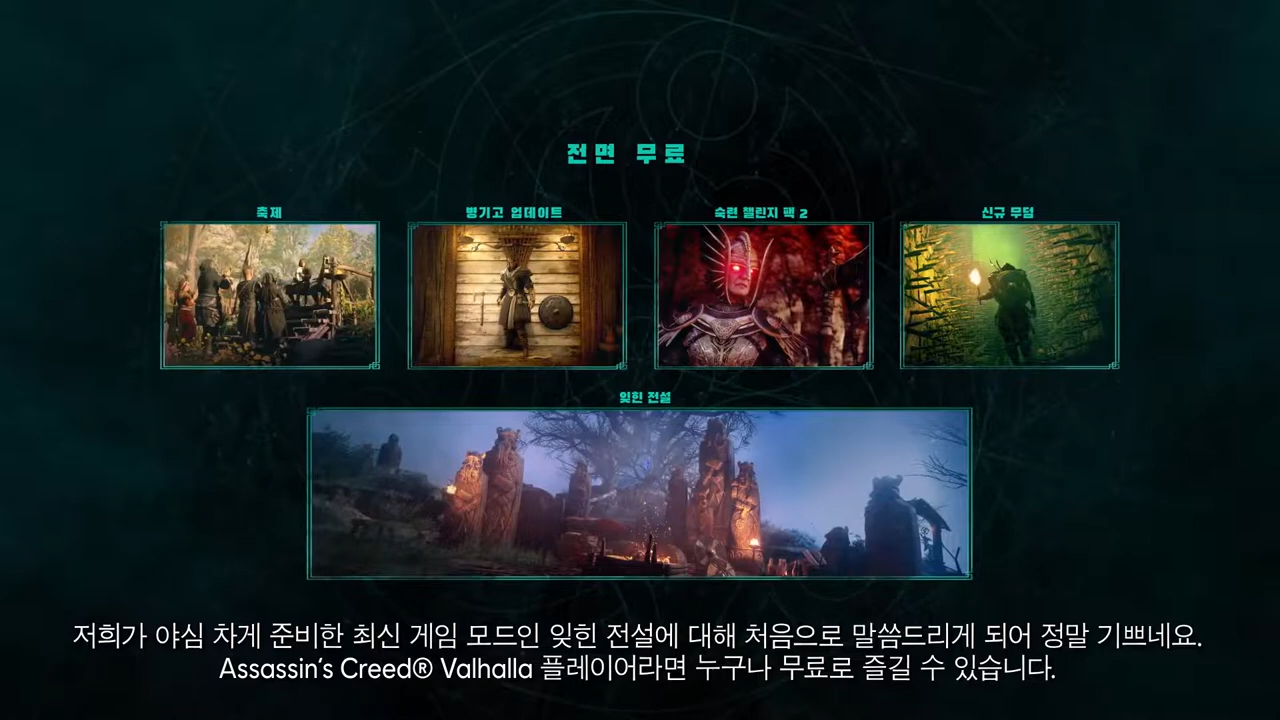 전면 무료
축제
병기고 업데이트
숙련 챌린지 팩 2
신규 무덤
잊힌 전설
저희가 야심 차게 준비한 최신 게임 모드인 잊힌 전설에 대해 처음으로 말씀드리게 되어 정말 기쁘네요.
Assassin's Creed® Valhalla 플레이어라면 누구나 무료로 즐길 수 있습니다.